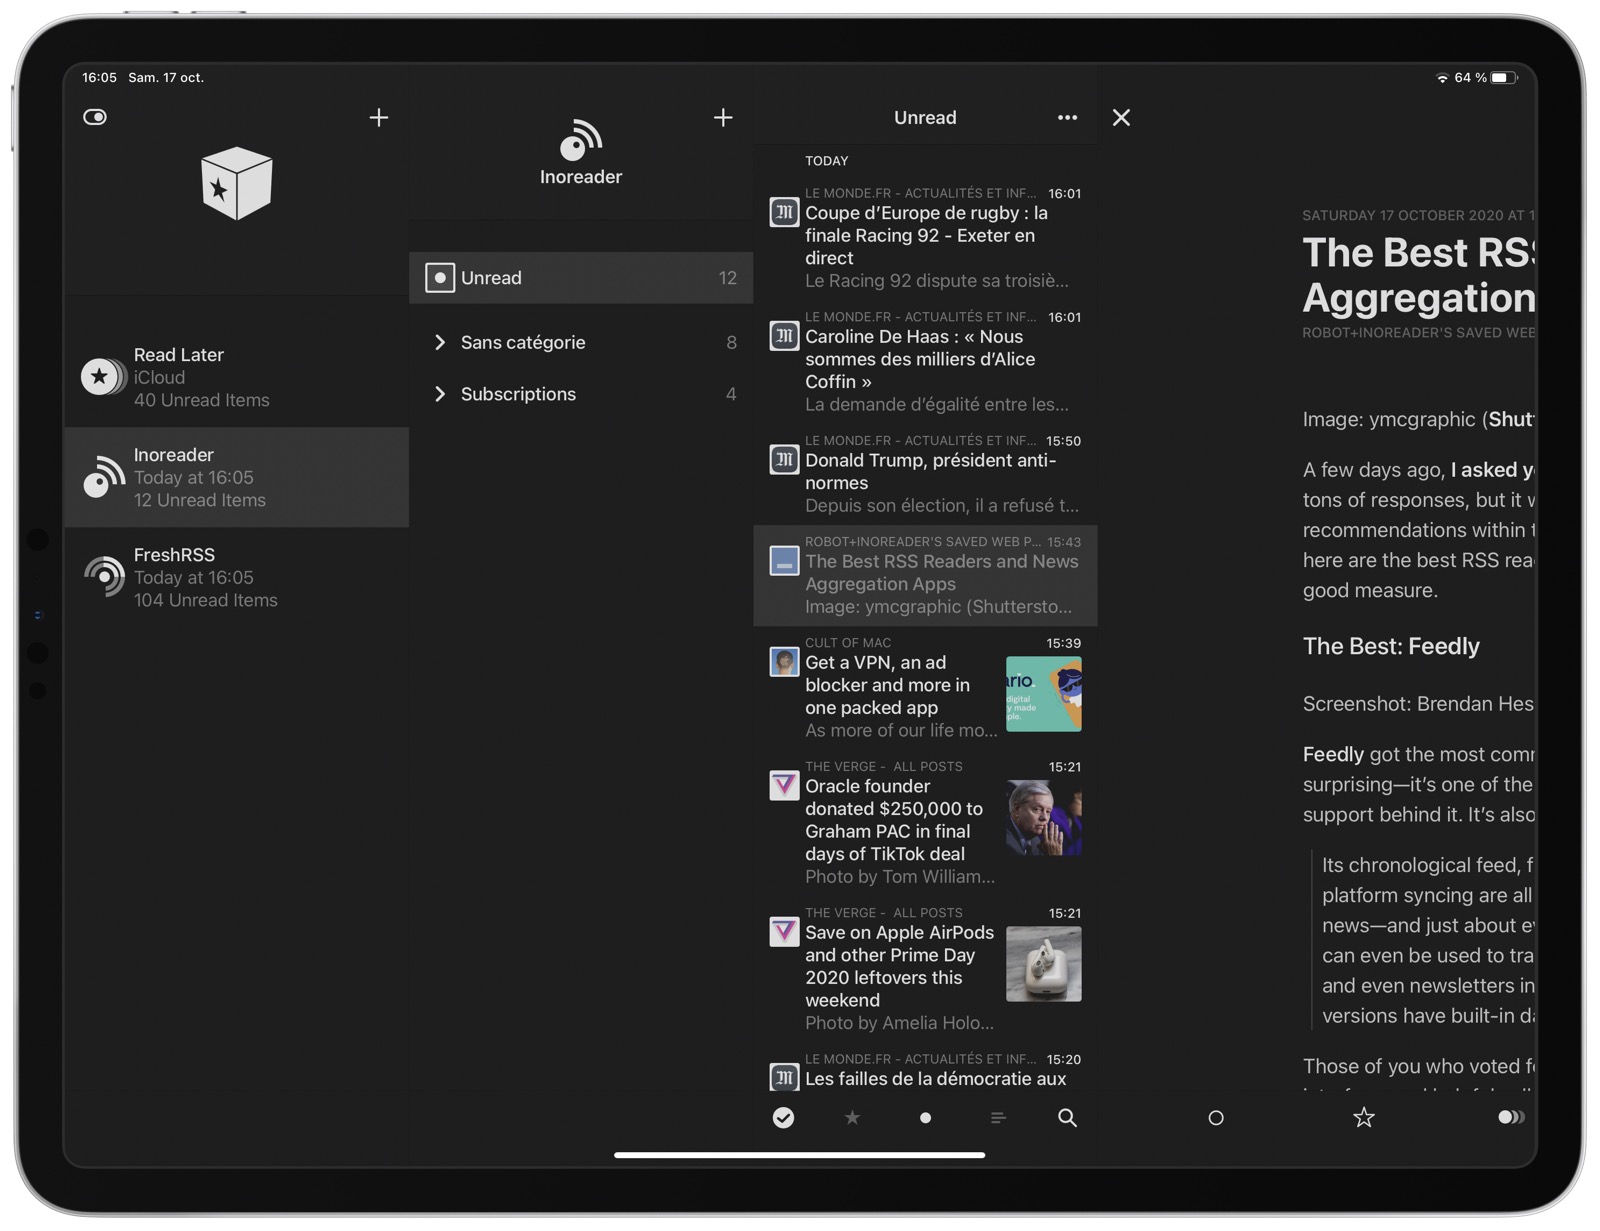 16:05 Sam. 17 oct.
64 %
Read Later
iCloud
40 Unread Items
Inoreader
Today at 16:05
12 Unread Items
FreshRSS
Today at 16:05
104 Unread Items
Inoreader
Unread 12
Sans catégorie 8
Subscriptions 4
Unread
TODAY
LE MONDE.FR - ACTUALITÉS ET INF... 16:01
Coupe d'Europe de rugby : la
finale Racing 92 - Exeter en
direct
Le Racing 92 dispute sa troisiè...
LE MONDE.FR - ACTUALITÉS ET INF... 16:01
Caroline De Haas : « Nous
sommes des milliers d'Alice
Coffin »
La demande d'égalité entre les...
LE MONDE.FR - ACTUALITÉS ET INF... 15:50
Donald Trump, président anti-
normes
Depuis son élection, il a refusé t...
ROBOT+INOREADER'S SAVED WEB P... 15:43
The Best RSS Readers and News
Aggregation Apps
Image: ymcgraphic (Shuttersto...
CULT OF MAC 15:39
Get a VPN, an ad
blocker and more in
one packed app
As more of our life mo...
ario
digital
y made
ple.
THE VERGE - ALL POSTS 15:21
Oracle founder
donated $250,000 to
Graham PAC in final
days of TikTok deal
Photo by Tom William...
THE VERGE - ALL POSTS 15:21
Save on Apple AirPods
and other Prime Day
2020 leftovers this
weekend
Photo by Amelia Holo...
LE MONDE.FR - ACTUALITÉS ET INF... 15:20
Les failles de la démocratie aux
SATURDAY 17 OCTOBER 2020 AT 1
The Best RSS
Aggregation
ROBOT+INOREADER'S SAVED WEB
Image: ymcgraphic (Shut
A few days ago, I asked y
tons of responses, but it w
recommendations within t
here are the best RSS rea
good measure.
The Best: Feedly
Screenshot: Brendan Hes
Feedly got the most comr
surprising—it's one of the
support behind it. It's also
Its chronological feed, f
platform syncing are all
news—and just about ev
can even be used to tra
and even newsletters in
versions have built-in da
Those of you who voted fo